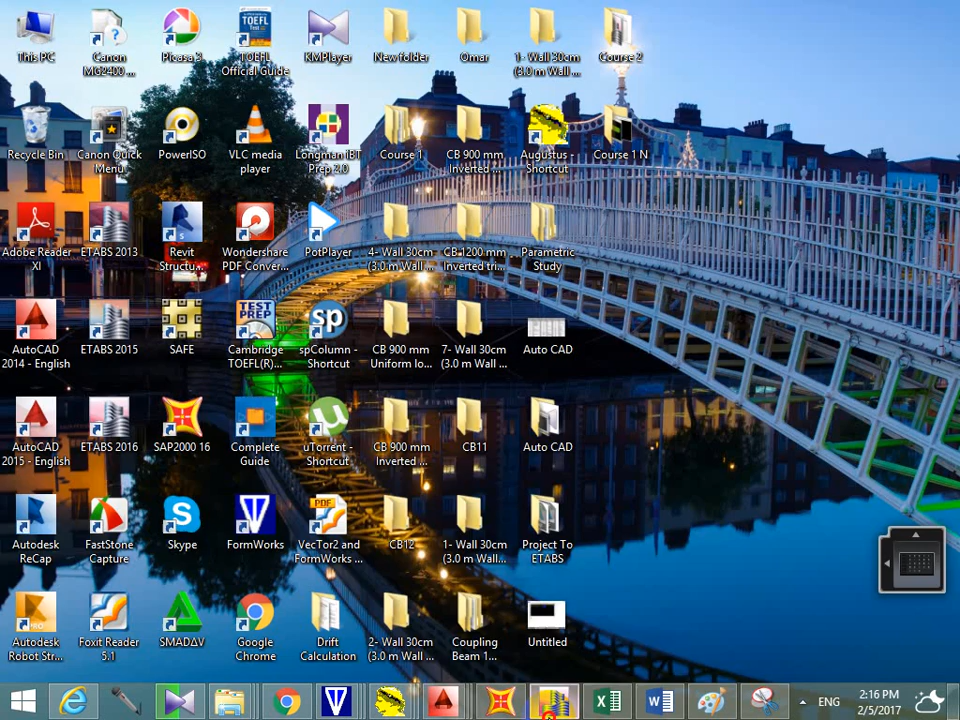 This PC
Canon
MG2400 ...
Picasa 3
TOEFL
Official Guide
KMPlayer
New folder
Omar
1- Wall 30cm
(3.0 m Wall ...
Course 2
Recycle Bin
Canon Quick
Menu
PowerISO
VLC media
player
Longman iBT
Prep 2.0
Course 1
CB 900 mm
Inverted ...
Augustus -
Shortcut
Course 1 N
Adobe Reader
XI
ETABS 2013
Revit
Structu...
Wondershare
PDF Conver...
PotPlayer
4- Wall 30cm
(3.0 m Wall ...
CB 1200 mm
Inverted tri...
Parametric
Study
AutoCAD
2014 - English
ETABS 2015
SAFE
TEST
PREP
Cambridge
TOEFL(R)...
sp
spColumn -
Shortcut
CB 900 mm
Uniform lo...
7- Wall 30cm
(3.0 m Wall ...
Auto CAD
AutoCAD
2015 - English
ETABS 2016
SAP2000 16
Complete
Guide
uTorrent -
Shortcut
CB 900 mm
Inverted ...
CB11
Auto CAD
Autodesk
ReCap
FastStone
Capture
Skype
FormWorks
PDF
VecTor2 and
FormWorks ...
CB12
1- Wall 30cm
(3.0 m Wall...
Project To
ETABS
Autodesk
Robot Str...
Foxit Reader
5.1
SMADΔV
Google
Chrome
Drift
Calculation
2- Wall 30cm
(3.0 m Wall ...
Coupling
Beam 1...
Untitled
ENG
2:16 PM
2/5/2017